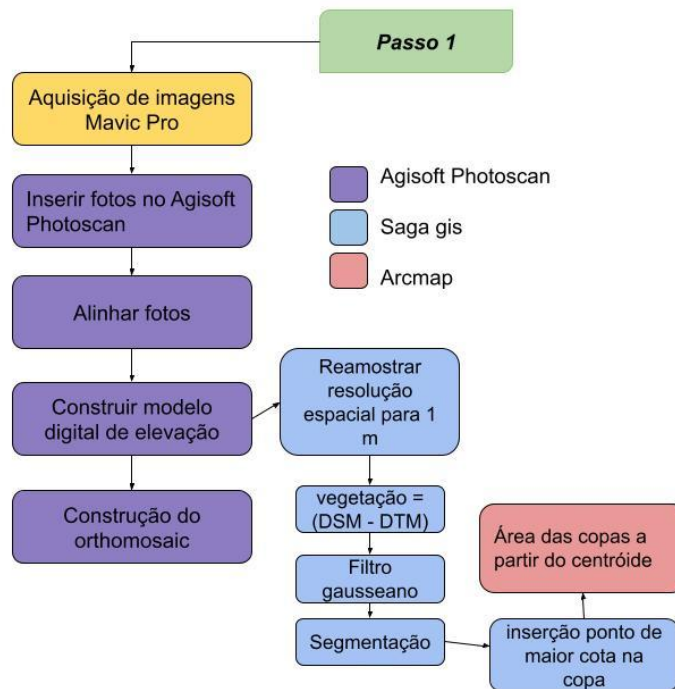 Passo 1
Aquisição de imagens
Mavic Pro
Inserir fotos no Agisoft
Photoscan
Alinhar fotos
Construir modelo
digital de elevação
Construção do
orthomosaic
Agisoft Photoscan
Saga gis
Arcmap
Reamostrar
resolução
espacial para 1
m
vegetação =
(DSM - DTM)
Filtro
gausseano
Segmentação
inserção ponto de
maior cota na
copa
Área das copas a
partir do centróide